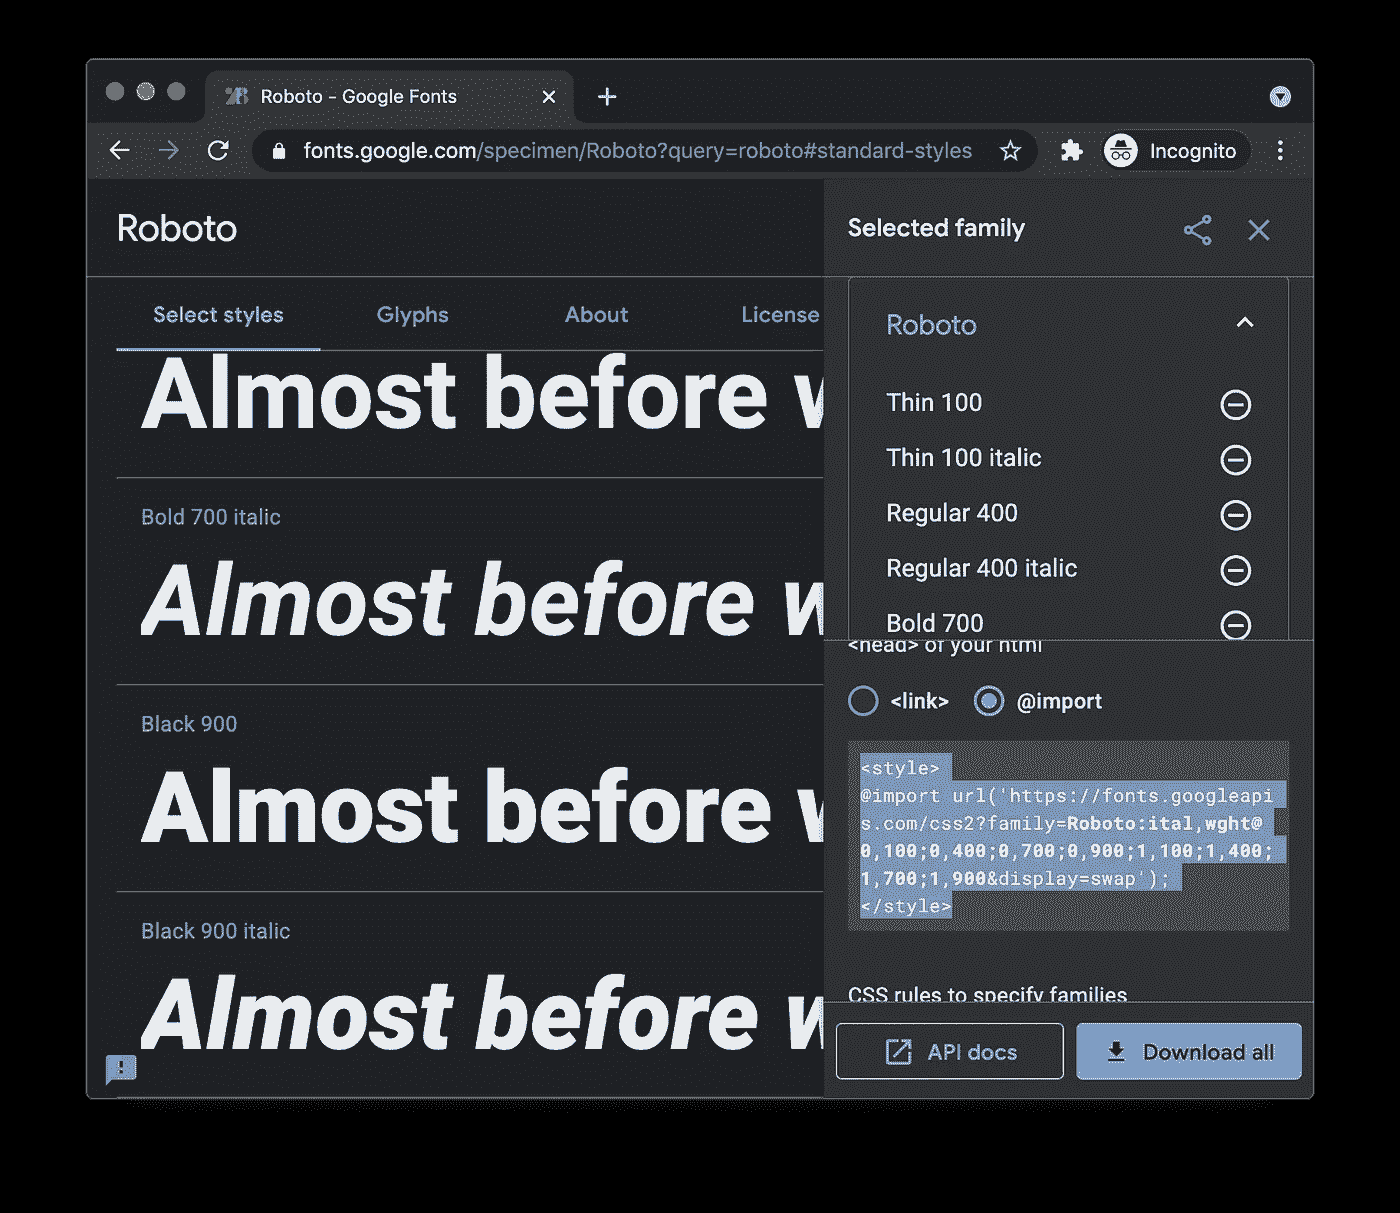 Roboto - Google Fonts
fonts.google.com/specimen/Roboto?query=roboto#standard-styles
Incognito
Roboto
Select styles
Glyphs
About
License
Almost before
Bold 700 italic
Almost before
Black 900
Almost before
Black 900 italic
Almost before
Selected family
Roboto
Thin 100
Thin 100 italic
Regular 400
Regular 400 italic
Bold 700
<head> of your html
<link>
@import
<style>
@import url('https://fonts.googleapi
s.com/css2?family=Roboto:ital,wght@
0,100;0,400;0,700;0,900;1,100;1,400;
1,700;1,900&display=swap');
</style>
CSS rules to specify families
API docs
Download all